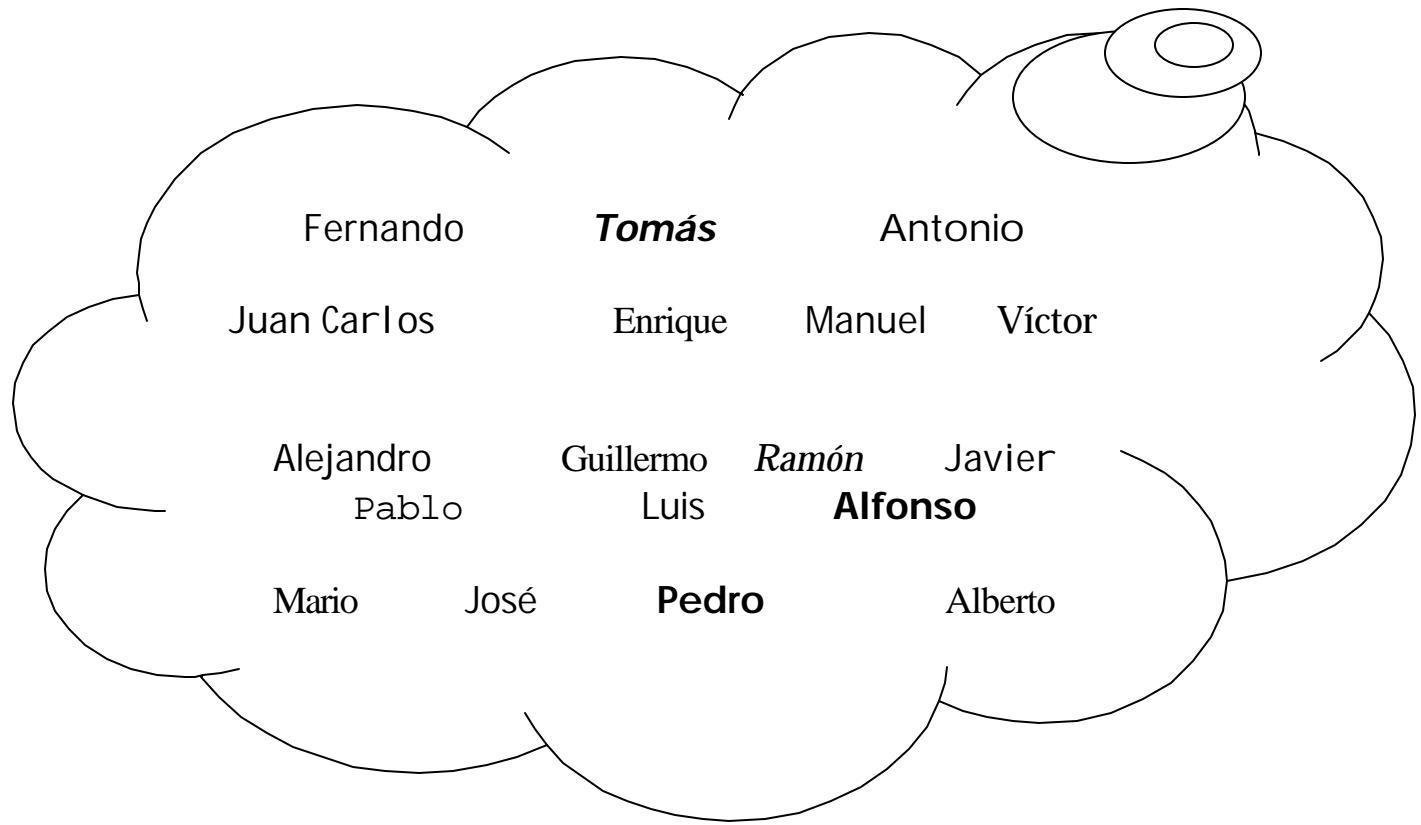 Fernando Tomás Antonio
Juan Carlos Enrique Manuel Víctor
Alejandro Guillermo Ramón Javier
Pablo Luis Alfonso
Mario José Pedro Alberto